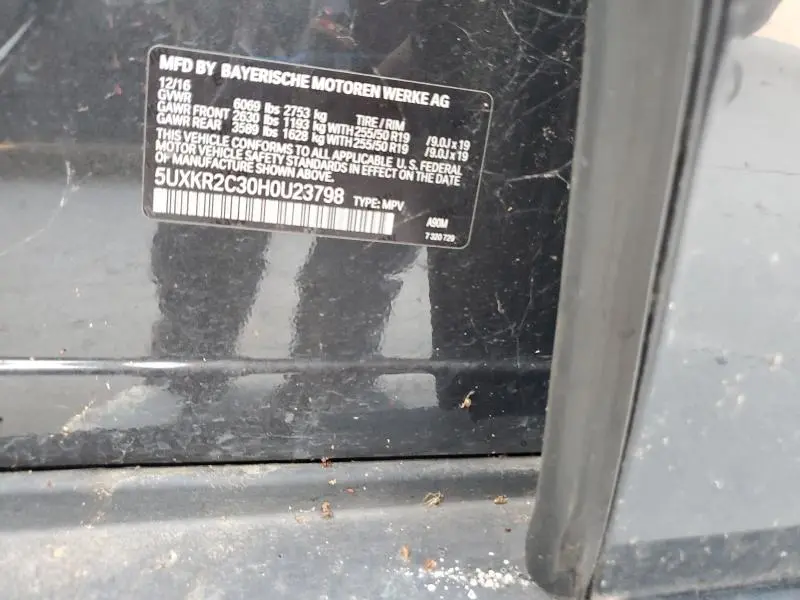 MFD BY BAYERISCHE MOTOREN WERKE AG
12/16
GVWR 6069 lbs 2753 kg TIRE / RIM
GAWR FRONT 2630 lbs 1193 kg WITH 255/50 R19 /9.0J x 19
GAWR REAR 3589 lbs 1628 kg WITH 255/50 R19 /9.0J x 19
THIS VEHICLE CONFORMS TO ALL APPLICABLE U. S. FEDERAL
MOTOR VEHICLE SAFETY STANDARDS IN EFFECT ON THE DATE
OF MANUFACTURE SHOWN ABOVE.
5UXKR2C30H0U23798 TYPE: MPV
A90M
7 320 729